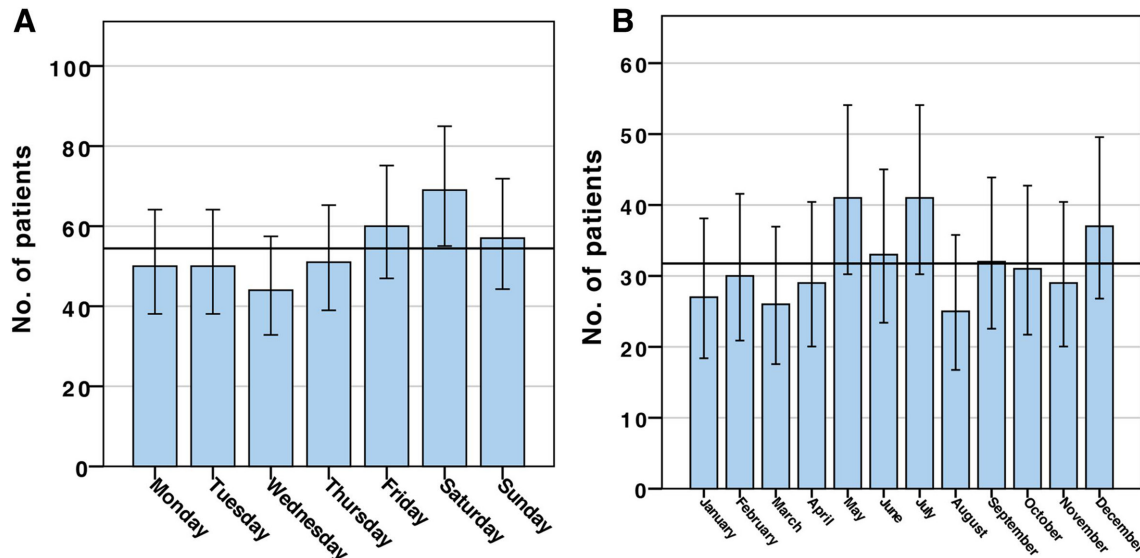 A
No. of patients
100
80
60
40
20
0
Monday
Tuesday
Wednesday
Thursday
Friday
Saturday
Sunday
B
No. of patients
60
50
40
30
20
10
0
January
February
March
April
May
June
July
August
September
October
November
December